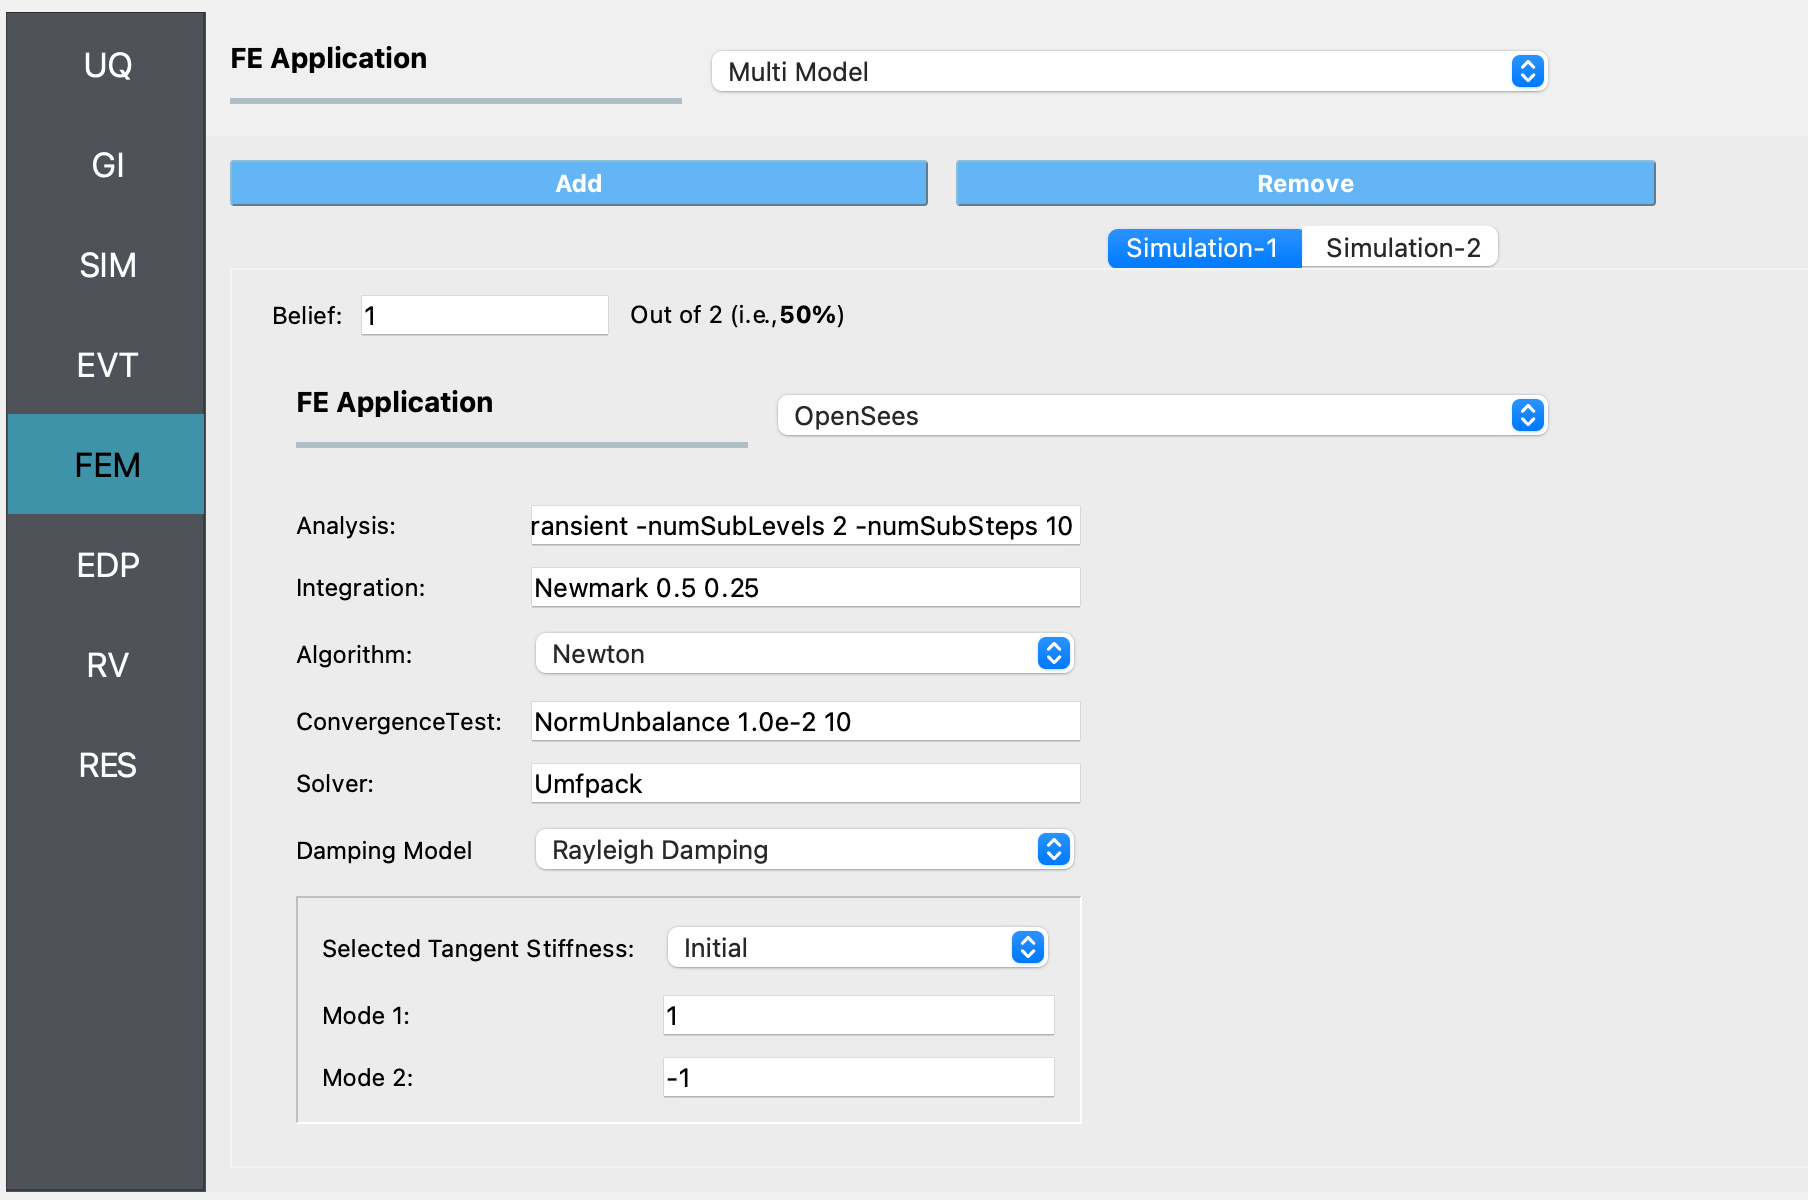 UQ
GI
SIM
EVT
FEM
EDP
RV
RES
FE Application
Multi Model
Add Remove
Simulation-1 Simulation-2
Belief: 1 Out of 2 (i.e.,50%)
FE Application
OpenSees
Analysis: ransient -numSubLevels 2 -numSubSteps 10
Integration: Newmark 0.5 0.25
Algorithm: Newton
ConvergenceTest: NormUnbalance 1.0e-2 10
Solver: Umfpack
Damping Model Rayleigh Damping
Selected Tangent Stiffness: Initial
Mode 1: 1
Mode 2: -1